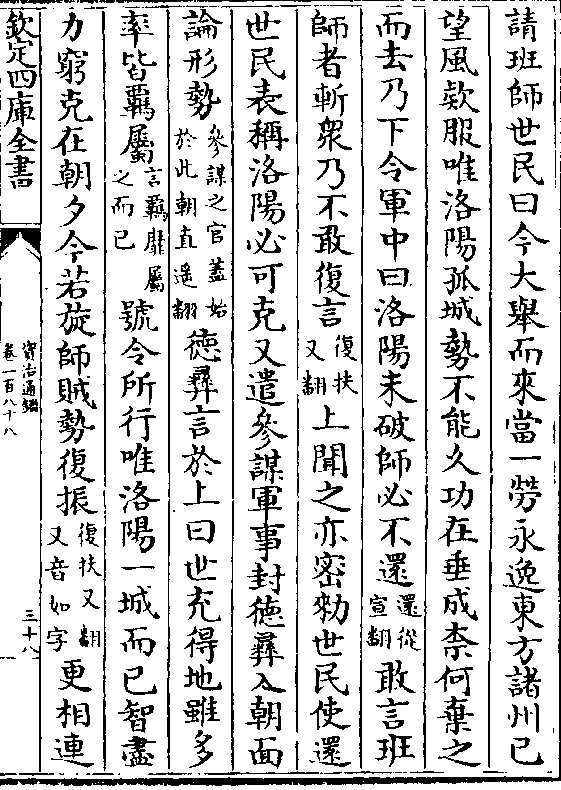 請班師世民曰今大舉而來當一勞永逸東方諸州已
望風欵服唯洛陽孤城勢不能久功在垂成柰何棄之
而去乃下令軍中曰洛陽未破師必不還還從宣翻敢言班
師者斬衆乃不敢復言復扶又翻上聞之亦密勑世民使還
世民表稱洛陽必可克又遣參謀軍事封德彞入朝面
論形勢參謀之官蓋始於此朝直遥翻德彞言於上曰世充得地雖多
率皆羈屬言羈靡屬之而已號令所行唯洛陽一城而已智盡
力窮克在朝夕今若旋師賊勢復振復扶又翻又音如字更相連
欽定四庫全書
資治通鑑
卷一百八十八
三十八